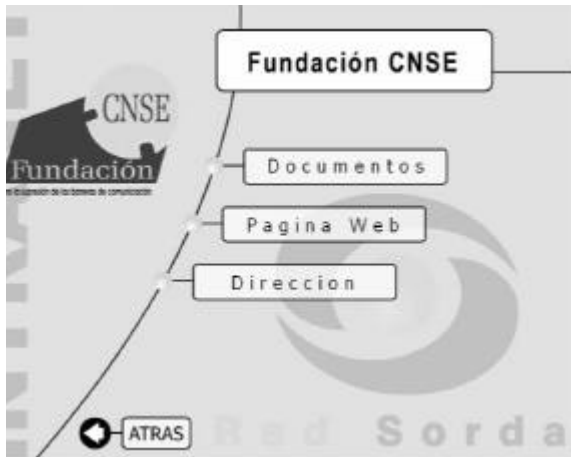 Fundación CNSE
CNSE
Fundación
Documentos
Pagina Web
Direccion
ATRAS
Red Sorda